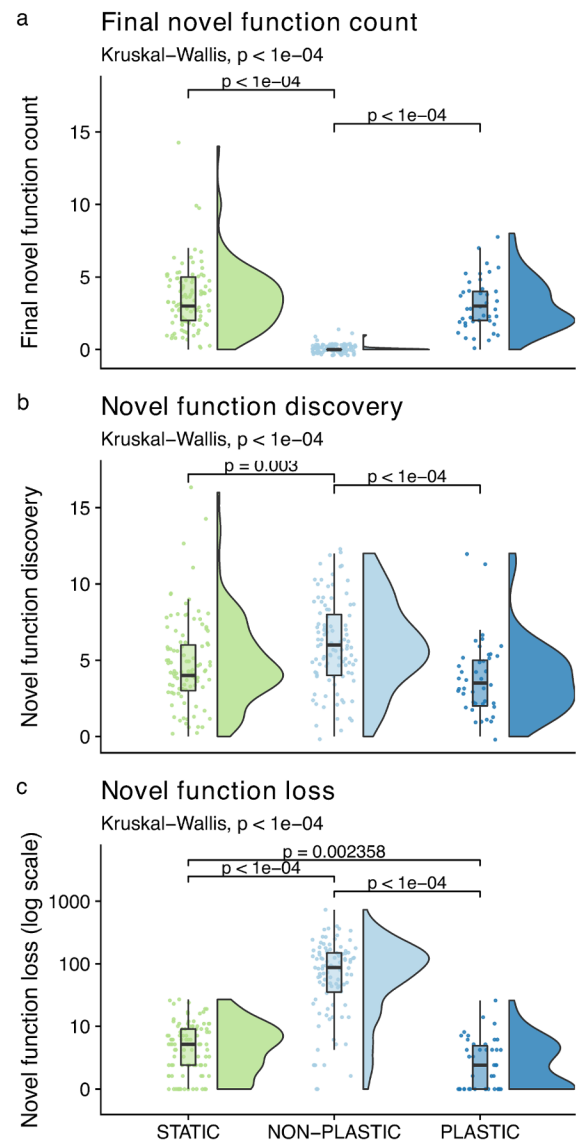 a
Final novel function count
Kruskal−Wallis, p < 1e−04
Final novel function count
p < 1e−04
p < 1e−04
15
10
5
0
b
Novel function discovery
Kruskal−Wallis, p < 1e−04
Novel function discovery
p = 0.003
p < 1e−04
15
10
5
0
c
Novel function loss
Kruskal−Wallis, p < 1e−04
Novel function loss (log scale)
p = 0.002358
p < 1e−04
p < 1e−04
1000
100
10
0
STATIC NON−PLASTIC PLASTIC